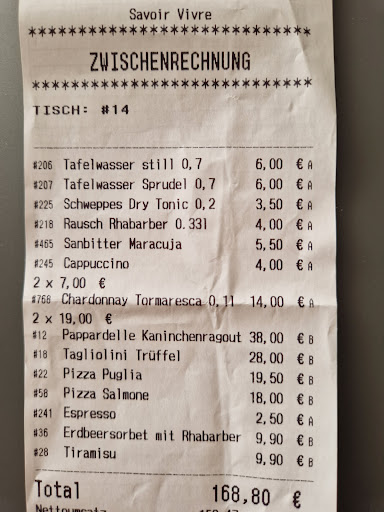 Savoir Vivre
******************************
ZWISCHENRECHNUNG
******************************
TISCH: #14
#206 Tafelwasser still 0,7 6,00 € A
#207 Tafelwasser Sprudel 0,7 6,00 € A
#225 Schweppes Dry Tonic 0,2 3,50 € A
#218 Rausch Rhabarber 0.33l 4,00 € A
#465 Sanbitter Maracuja 5,50 € A
#245 Cappuccino 4,00 € A
2 x 7,00 €
#768 Chardonnay Tormaresca 0,1l 14,00 € A
2 x 19,00 €
#12 Pappardelle Kaninchenragout 38,00 € B
#18 Tagliolini Trüffel 28,00 € B
#22 Pizza Puglia 19,50 € B
#58 Pizza Salmone 18,00 € B
#241 Espresso 2,50 € A
#36 Erdbeersorbet mit Rhabarber 9,90 € B
#28 Tiramisu 9,90 € B
Total 168,80 €
Nettoumsatz